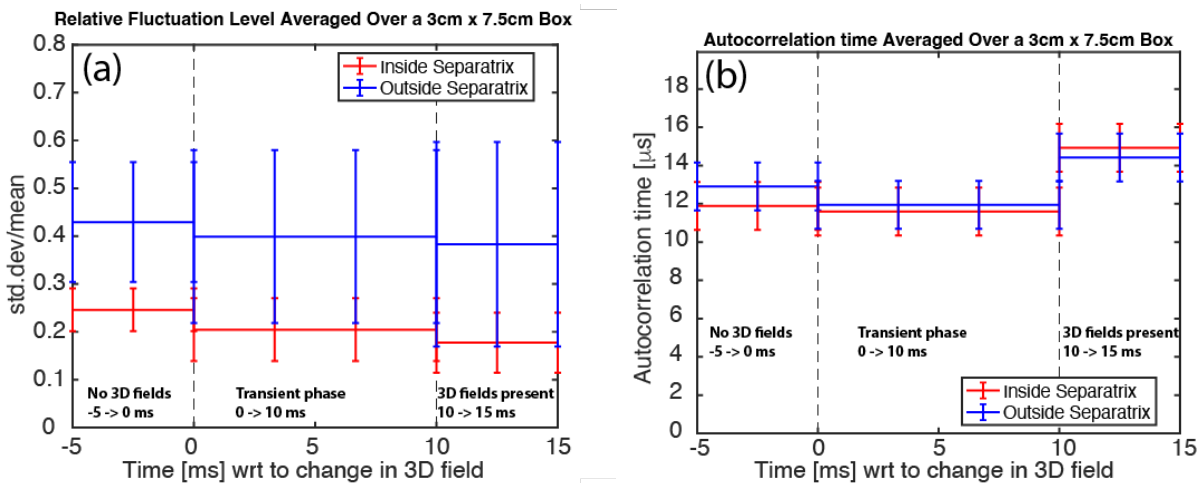 Relative Fluctuation Level Averaged Over a 3cm x 7.5cm Box
(a)
Inside Separatrix
Outside Separatrix
std.dev/mean
0.8
0.7
0.6
0.5
0.4
0.3
0.2
0.1
0
No 3D fields
-5 -> 0 ms
Transient phase
0 -> 10 ms
3D fields present
10 -> 15 ms
-5 0 5 10 15
Time [ms] wrt to change in 3D field
Autocorrelation time Averaged Over a 3cm x 7.5cm Box
(b)
Autocorrelation time [μs]
18
16
14
12
10
8
6
4
2
0
No 3D fields
-5 -> 0 ms
Transient phase
0 -> 10 ms
3D fields present
10 -> 15 ms
Inside Separatrix
Outside Separatrix
-5 0 5 10 15
Time [ms] wrt to change in 3D field